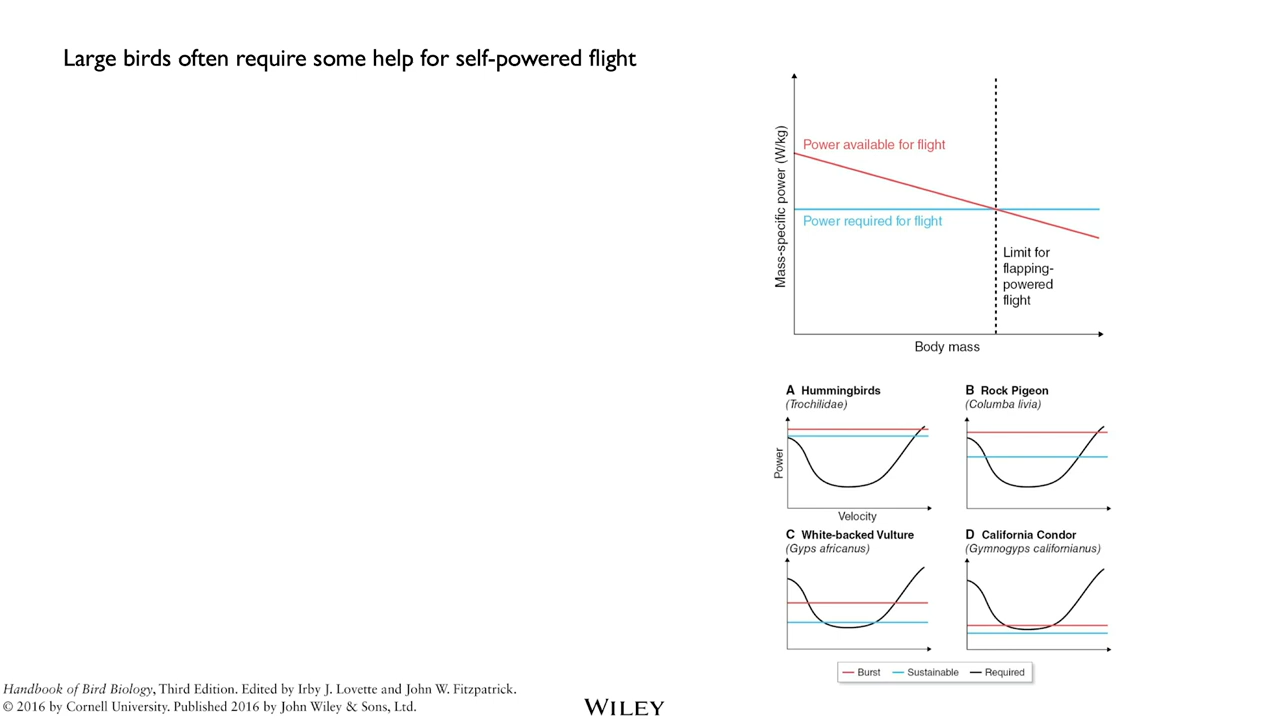 Large birds often require some help for self-powered flight
Mass-specific power (W/kg)
Power available for flight
Power required for flight
Limit for
flapping-
powered
flight
Body mass
A Hummingbirds
(Trochilidae)
B Rock Pigeon
(Columba livia)
Power
Velocity
C White-backed Vulture
(Gyps africanus)
D California Condor
(Gymnogyps californianus)
Burst Sustainable Required
Handbook of Bird Biology, Third Edition. Edited by Irby J. Lovette and John W. Fitzpatrick.
© 2016 by Cornell University. Published 2016 by John Wiley & Sons, Ltd.
WILEY